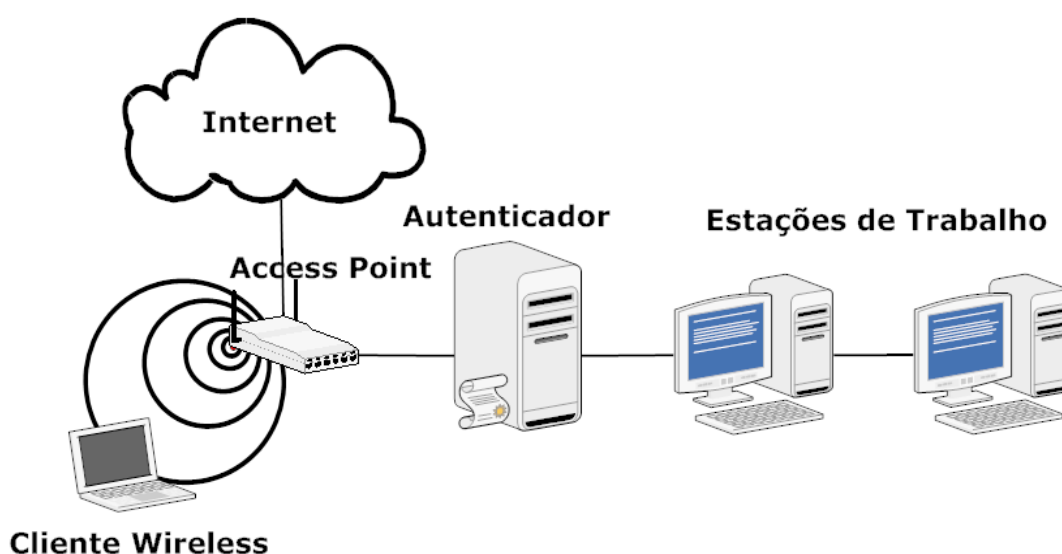 Internet
Autenticador
Estações de Trabalho
Access Point
Cliente Wireless